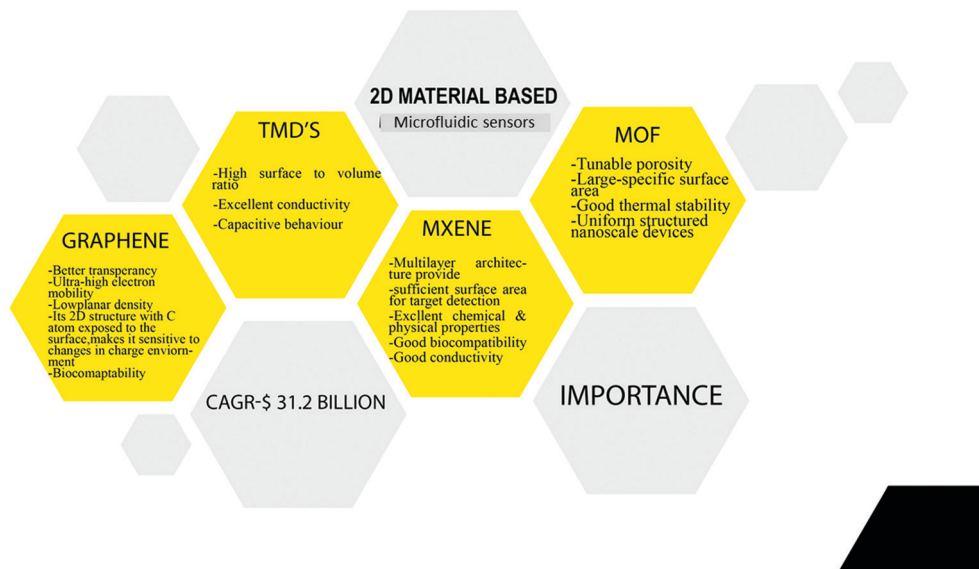 2D MATERIAL BASED
Microfluidic sensors
TMD'S
-High surface to volume
ratio
-Excellent conductivity
-Capacitive behaviour
MOF
-Tunable porosity
-Large-specific surface
area
-Good thermal stability
-Uniform structured
nanoscale devices
GRAPHENE
-Better transperancy
-Ultra-high electron
mobility
-Lowplanar density
-Its 2D structure with C
atom exposed to the
surface,makes it sensitive to
changes in charge enviorn-
ment
-Biocomaptability
MXENE
-Multilayer architec-
ture provide
-sufficient surface area
for target detection
-Excllent chemical &
physical properties
-Good biocompatibility
-Good conductivity
CAGR-$ 31.2 BILLION
IMPORTANCE